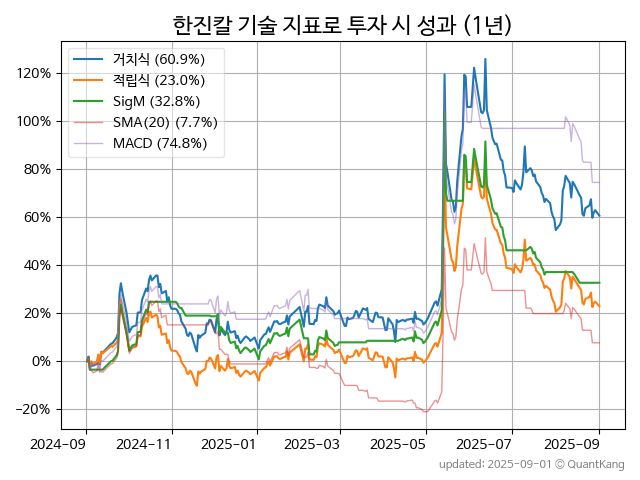 한진칼 기술 지표로 투자 시 성과 (1년)
거치식 (60.9%)
적립식 (23.0%)
SigM (32.8%)
SMA(20) (7.7%)
MACD (74.8%)
120%
100%
80%
60%
40%
20%
0%
−20%
2024-09 2024-11 2025-01 2025-03 2025-05 2025-07 2025-09
updated: 2025-09-01 © QuantKang